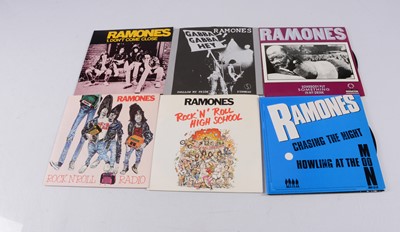 RAMONES
DON'T COME CLOSE
GABBA
GABBA
HEY
RAMONES
SOMETHING
RAMONES
ROCK'N'ROLL RADIO
RAMONES
ROCK 'N' ROLL
HIGH SCHOOL
RAMONES
CHASING THE NIGHT
HOWLING AT THE MOON